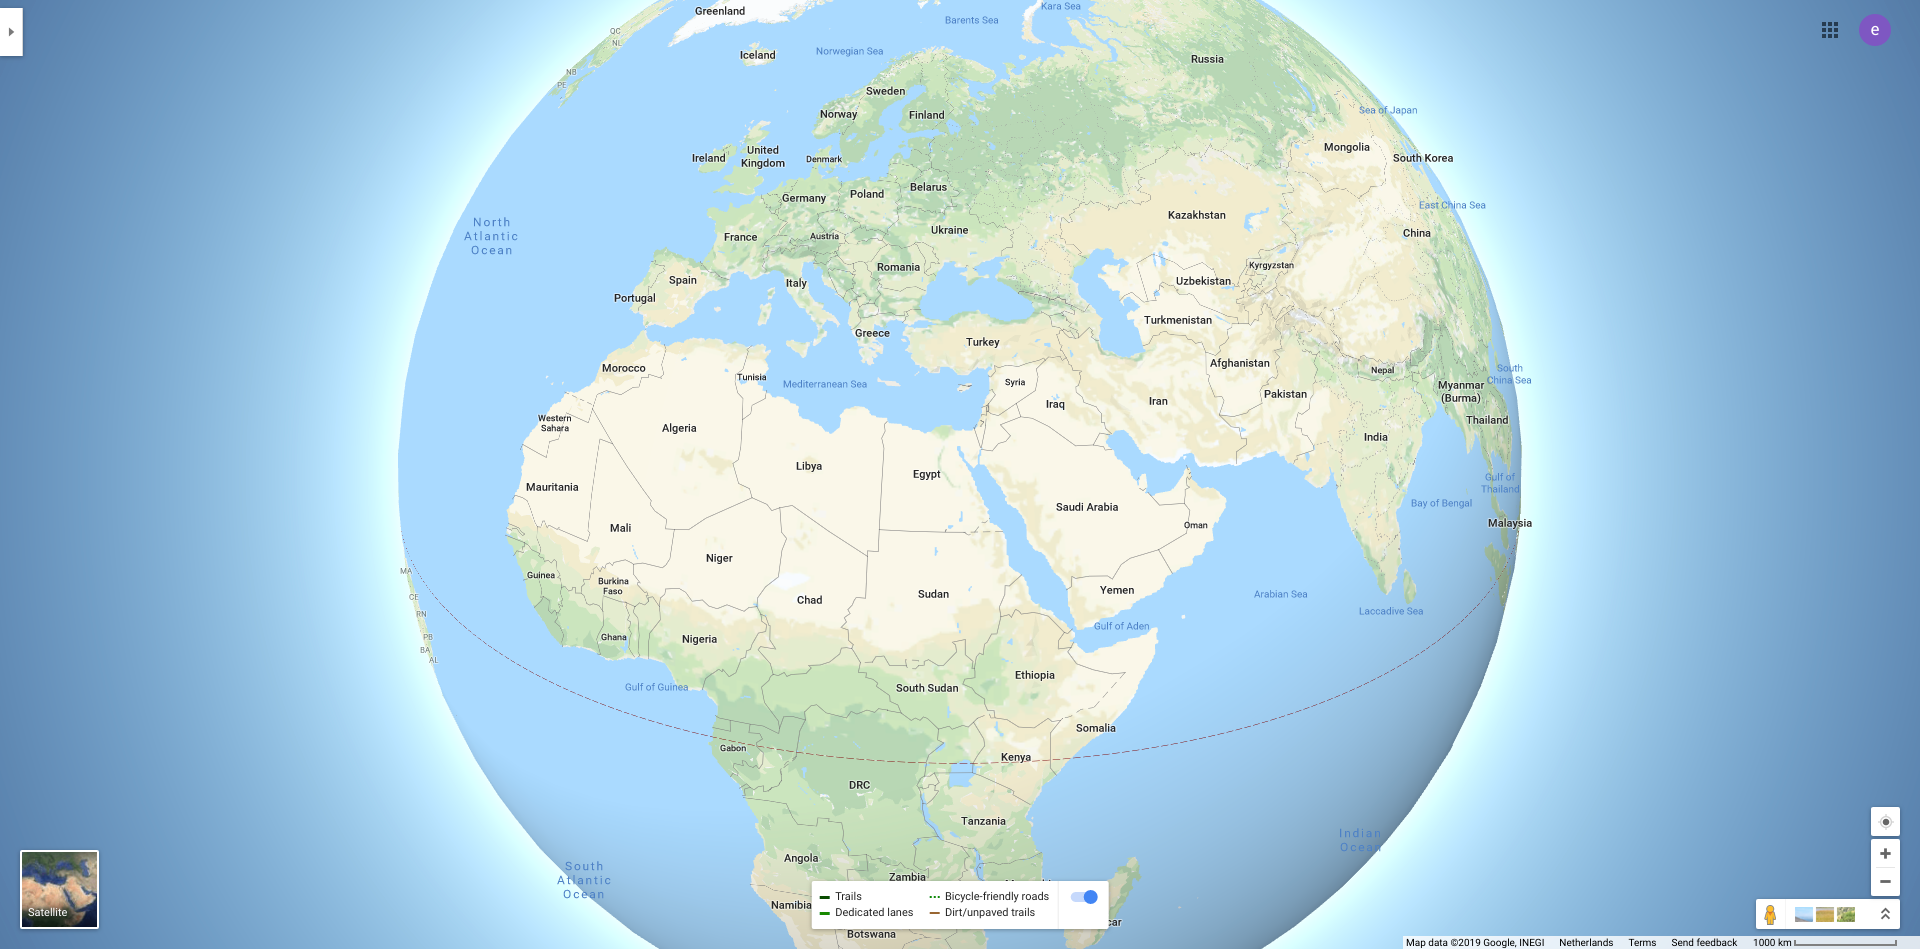 Greenland
Kara Sea
Barents Sea
e
QC
NL
Iceland
Norwegian Sea
Russia
NB
PE
Sweden
Norway
Finland
Sea of Japan
Ireland
United
Kingdom
Denmark
Mongolia
South Korea
Germany
Poland
Belarus
East China Sea
North
Atlantic
Ocean
France
Austria
Ukraine
Kazakhstan
China
Romania
Kyrgyzstan
Spain
Italy
Uzbekistan
Portugal
Greece
Turkey
Turkmenistan
Morocco
Tunisia
Mediterranean Sea
Syria
Afghanistan
Nepal
South
China Sea
Iraq
Iran
Pakistan
Myanmar
(Burma)
Western
Sahara
Algeria
Thailand
India
Libya
Egypt
Mauritania
Gulf of
Thailand
Saudi Arabia
Bay of Bengal
Mali
Oman
Malaysia
Niger
MA
Guinea
Burkina
Faso
Chad
Sudan
Yemen
Arabian Sea
CE
RN
Laccadive Sea
Gulf of Aden
PB
BA
AL
Ghana
Nigeria
Ethiopia
Gulf of Guinea
South Sudan
Somalia
Gabon
Kenya
DRC
Tanzania
Indian
Ocean
Angola
South
Atlantic
Ocean
Zambia
Namibia
Botswana
car
Trails
Bicycle-friendly roads
Dedicated lanes
Dirt/unpaved trails
Satellite
Map data ©2019 Google, INEGI Netherlands Terms Send feedback 1000 km